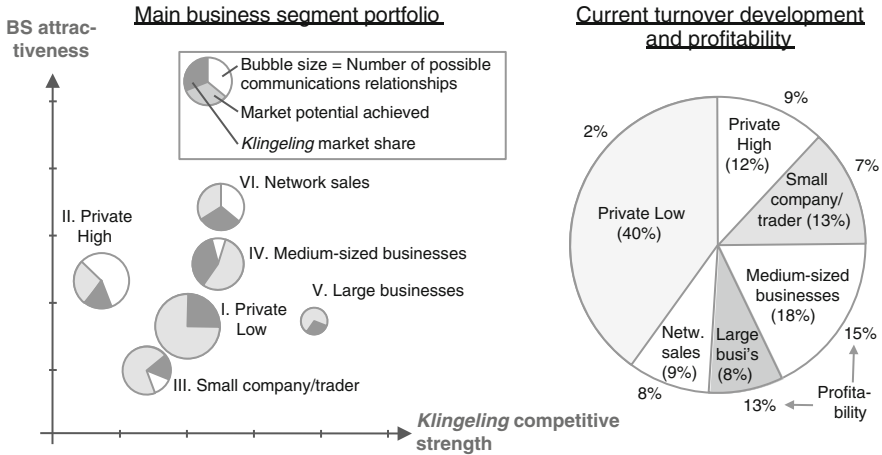 Main business segment portfolio
BS attrac-
tiveness
Bubble size = Number of possible
communications relationships
Market potential achieved
Klingeling market share
VI. Network sales
II. Private
High
IV. Medium-sized businesses
V. Large businesses
I. Private
Low
III. Small company/trader
Klingeling competitive
strength
Current turnover development
and profitability
9%
2%
Private
High
(12%)
7%
Small
company/
trader (13%)
Private Low
(40%)
Medium-sized
businesses
(18%)
Netw.
sales
(9%)
Large
busi's
(8%)
15%
8%
13%
Profita-
bility